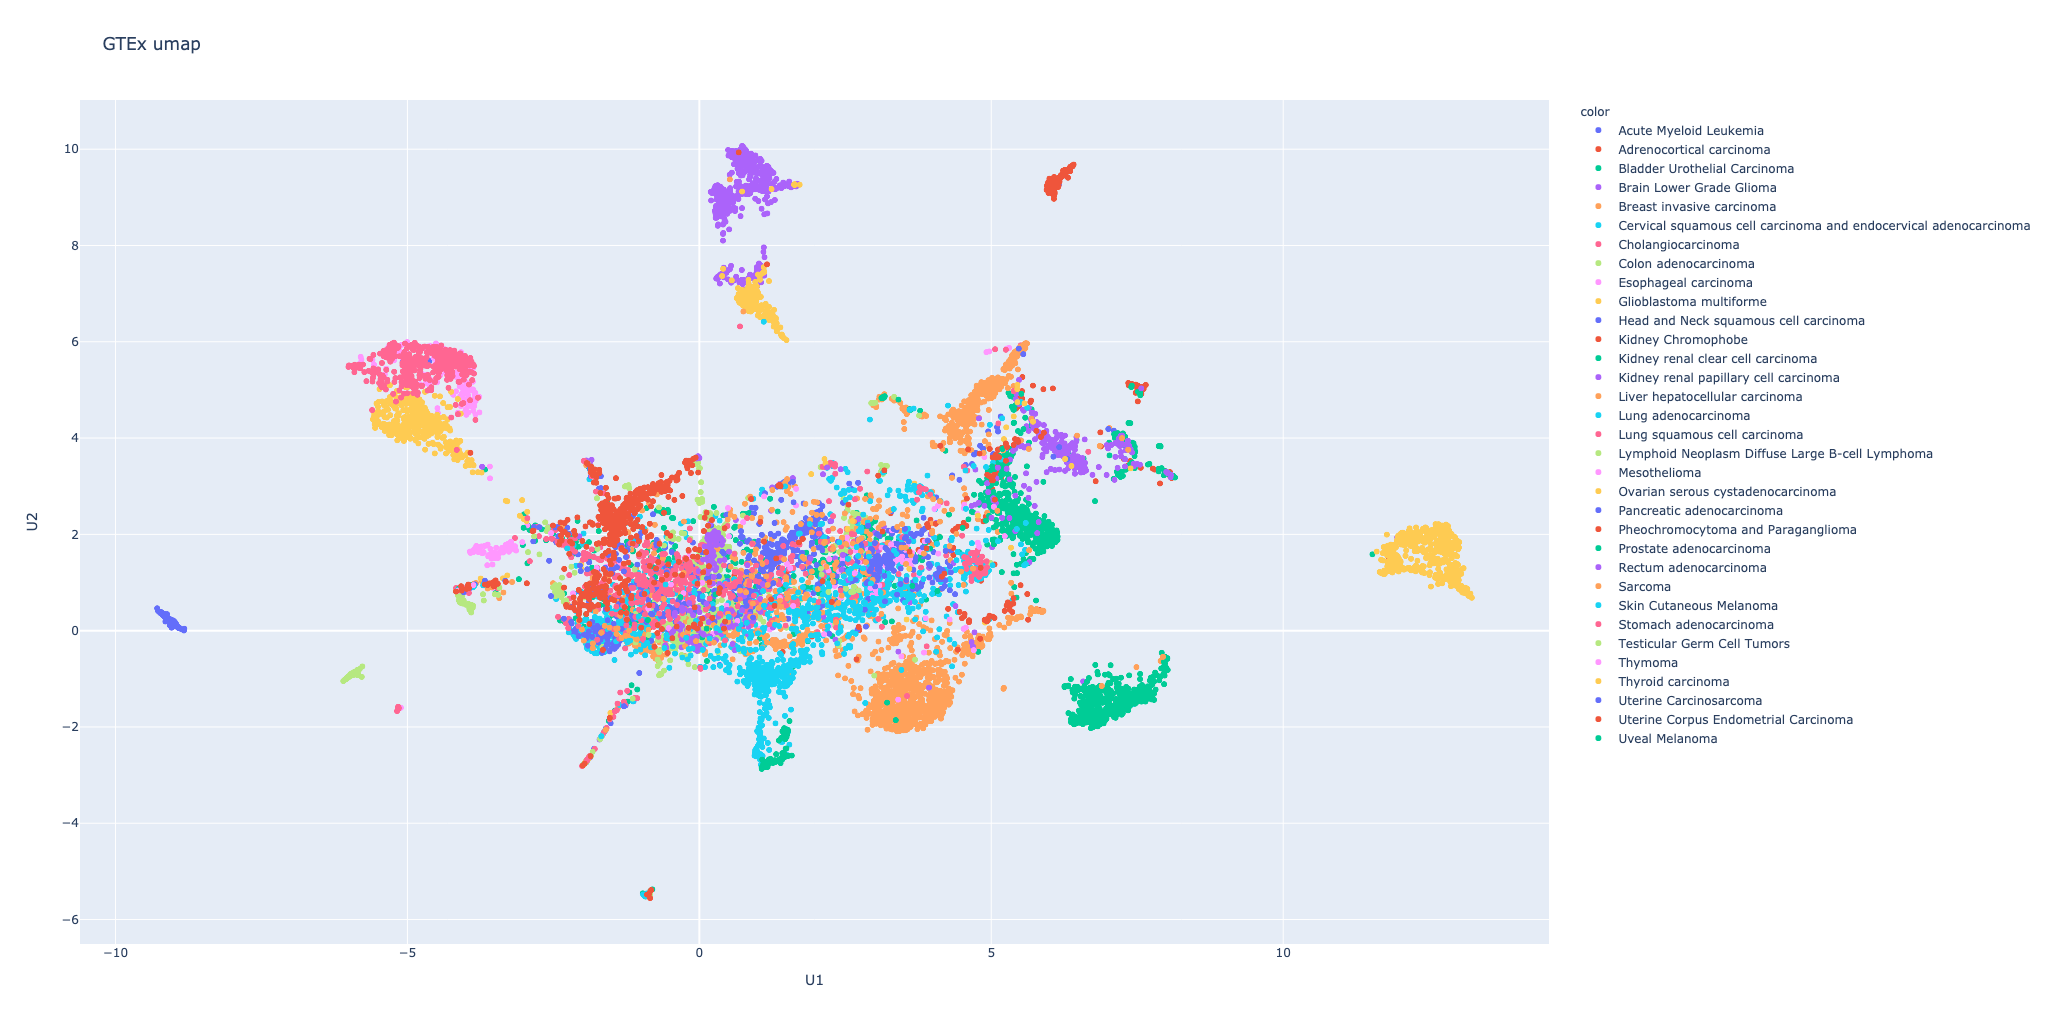 GTEx umap
10
8
6
4
2
0
−2
−4
−6
U2
−10
−5
0
5
10
U1
color
Acute Myeloid Leukemia
Adrenocortical carcinoma
Bladder Urothelial Carcinoma
Brain Lower Grade Glioma
Breast invasive carcinoma
Cervical squamous cell carcinoma and endocervical adenocarcinoma
Cholangiocarcinoma
Colon adenocarcinoma
Esophageal carcinoma
Glioblastoma multiforme
Head and Neck squamous cell carcinoma
Kidney Chromophobe
Kidney renal clear cell carcinoma
Kidney renal papillary cell carcinoma
Liver hepatocellular carcinoma
Lung adenocarcinoma
Lung squamous cell carcinoma
Lymphoid Neoplasm Diffuse Large B-cell Lymphoma
Mesothelioma
Ovarian serous cystadenocarcinoma
Pancreatic adenocarcinoma
Pheochromocytoma and Paraganglioma
Prostate adenocarcinoma
Rectum adenocarcinoma
Sarcoma
Skin Cutaneous Melanoma
Stomach adenocarcinoma
Testicular Germ Cell Tumors
Thymoma
Thyroid carcinoma
Uterine Carcinosarcoma
Uterine Corpus Endometrial Carcinoma
Uveal Melanoma